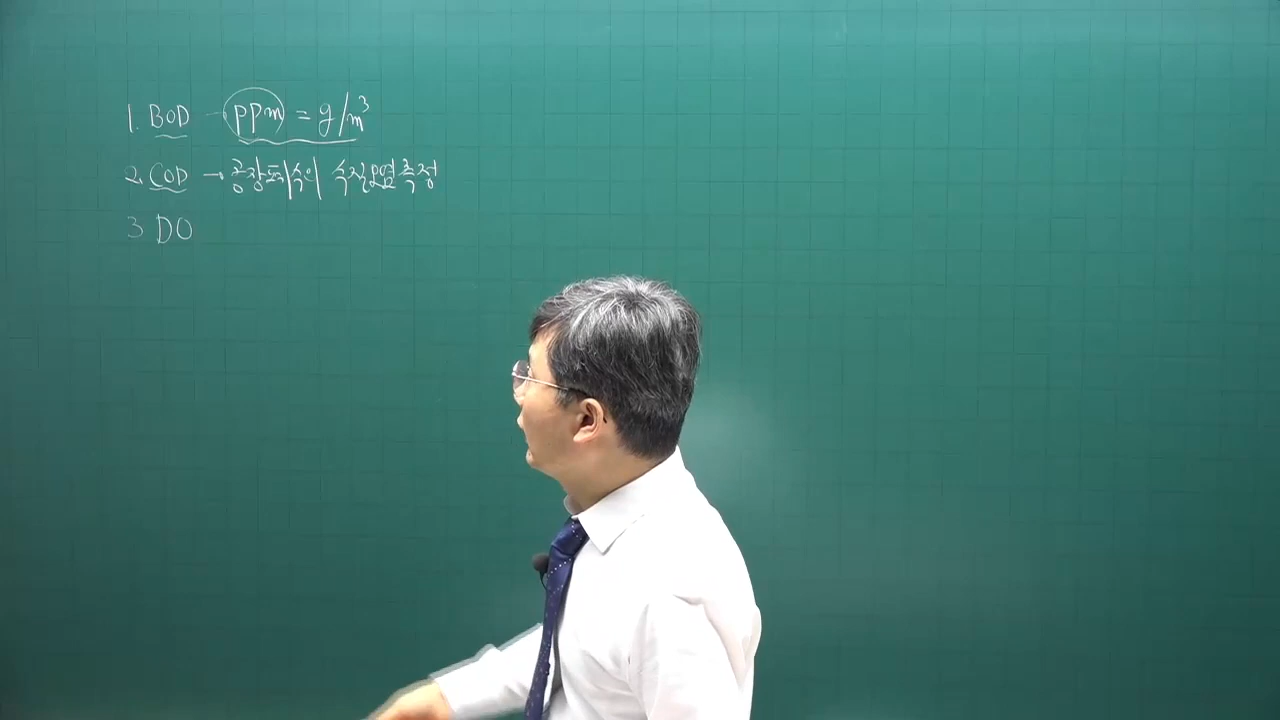 1. BOD → ppm = g/m³
2. COD → 공장폐수의 수질오염측정
3 DO